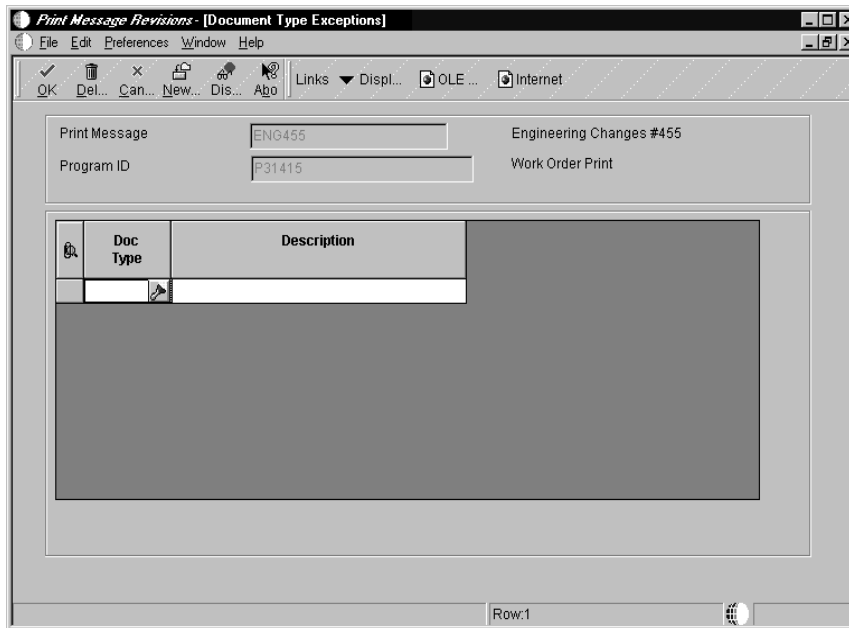 Print Message Revisions - [Document Type Exceptions]
File Edit Preferences Window Help
OK Del... Can... New... Dis... Abo Links Displ... OLE ... Internet
Print Message ENG455 Engineering Changes #455
Program ID P31415 Work Order Print
Doc Type Description
Row:1